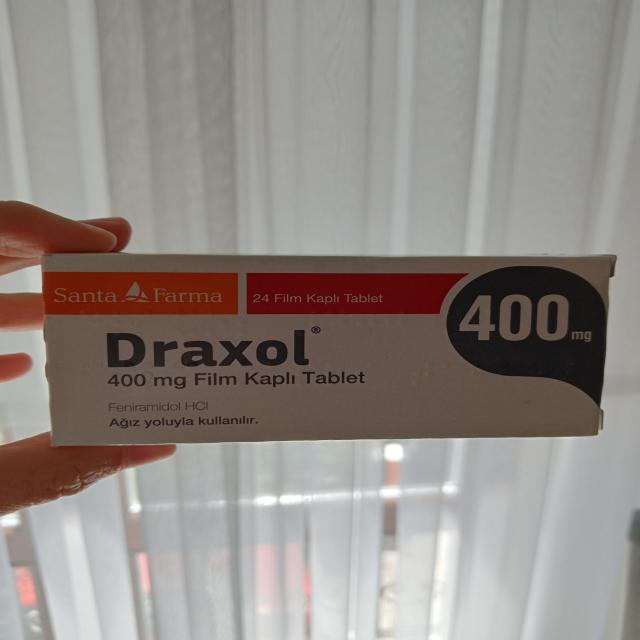 Santa Farma
24 Film Kaplı Tablet
400 mg
Draxol®
400 mg Film Kaplı Tablet
Feniramidol HCl
Ağız yoluyla kullanılır.